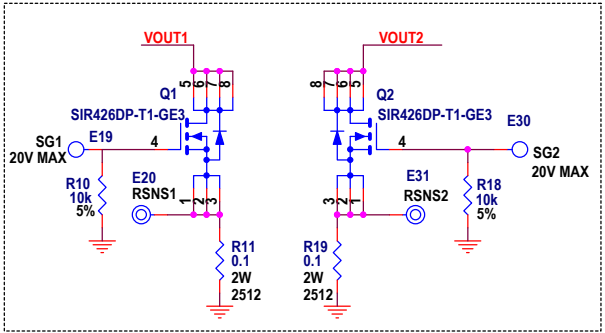 VOUT1
VOUT2
5
6
7
8
8
7
6
5
Q1
Q2
SIR426DP-T1-GE3
SIR426DP-T1-GE3
SG1
E19
20V MAX
4
4
E30
SG2
20V MAX
R10
10k
5%
E20
RSNS1
E31
RSNS2
R18
10k
5%
1
2
3
3
2
1
R11
0.1
2W
2512
R19
0.1
2W
2512